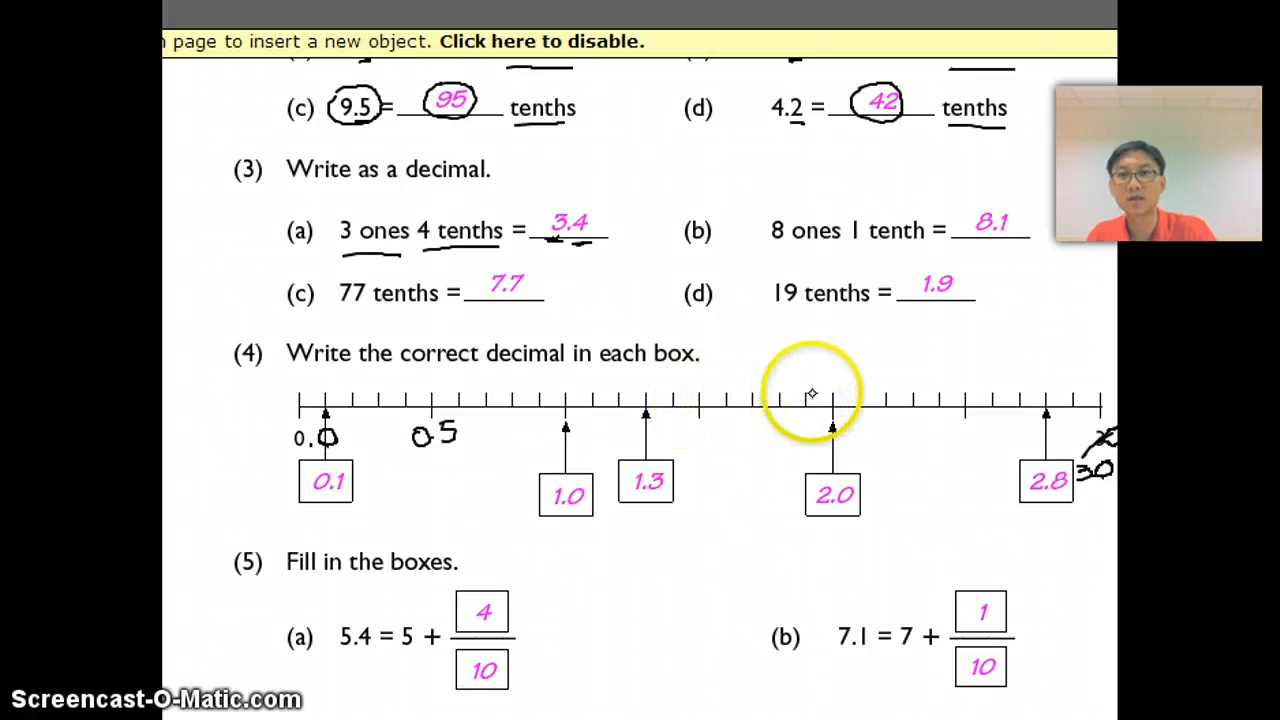 n page to insert a new object. Click here to disable.
(c) 9.5 = 95 tenths (d) 4.2 = 42 tenths
(3) Write as a decimal.
(a) 3 ones 4 tenths = 3.4 (b) 8 ones 1 tenth = 8.1
(c) 77 tenths = 7.7 (d) 19 tenths = 1.9
(4) Write the correct decimal in each box.
0.0 0.5
0.1 1.0 1.3 2.0 2.8 30
(5) Fill in the boxes.
(a) 5.4 = 5 + 4/10 (b) 7.1 = 7 + 1/10
Screencast-O-Matic.com